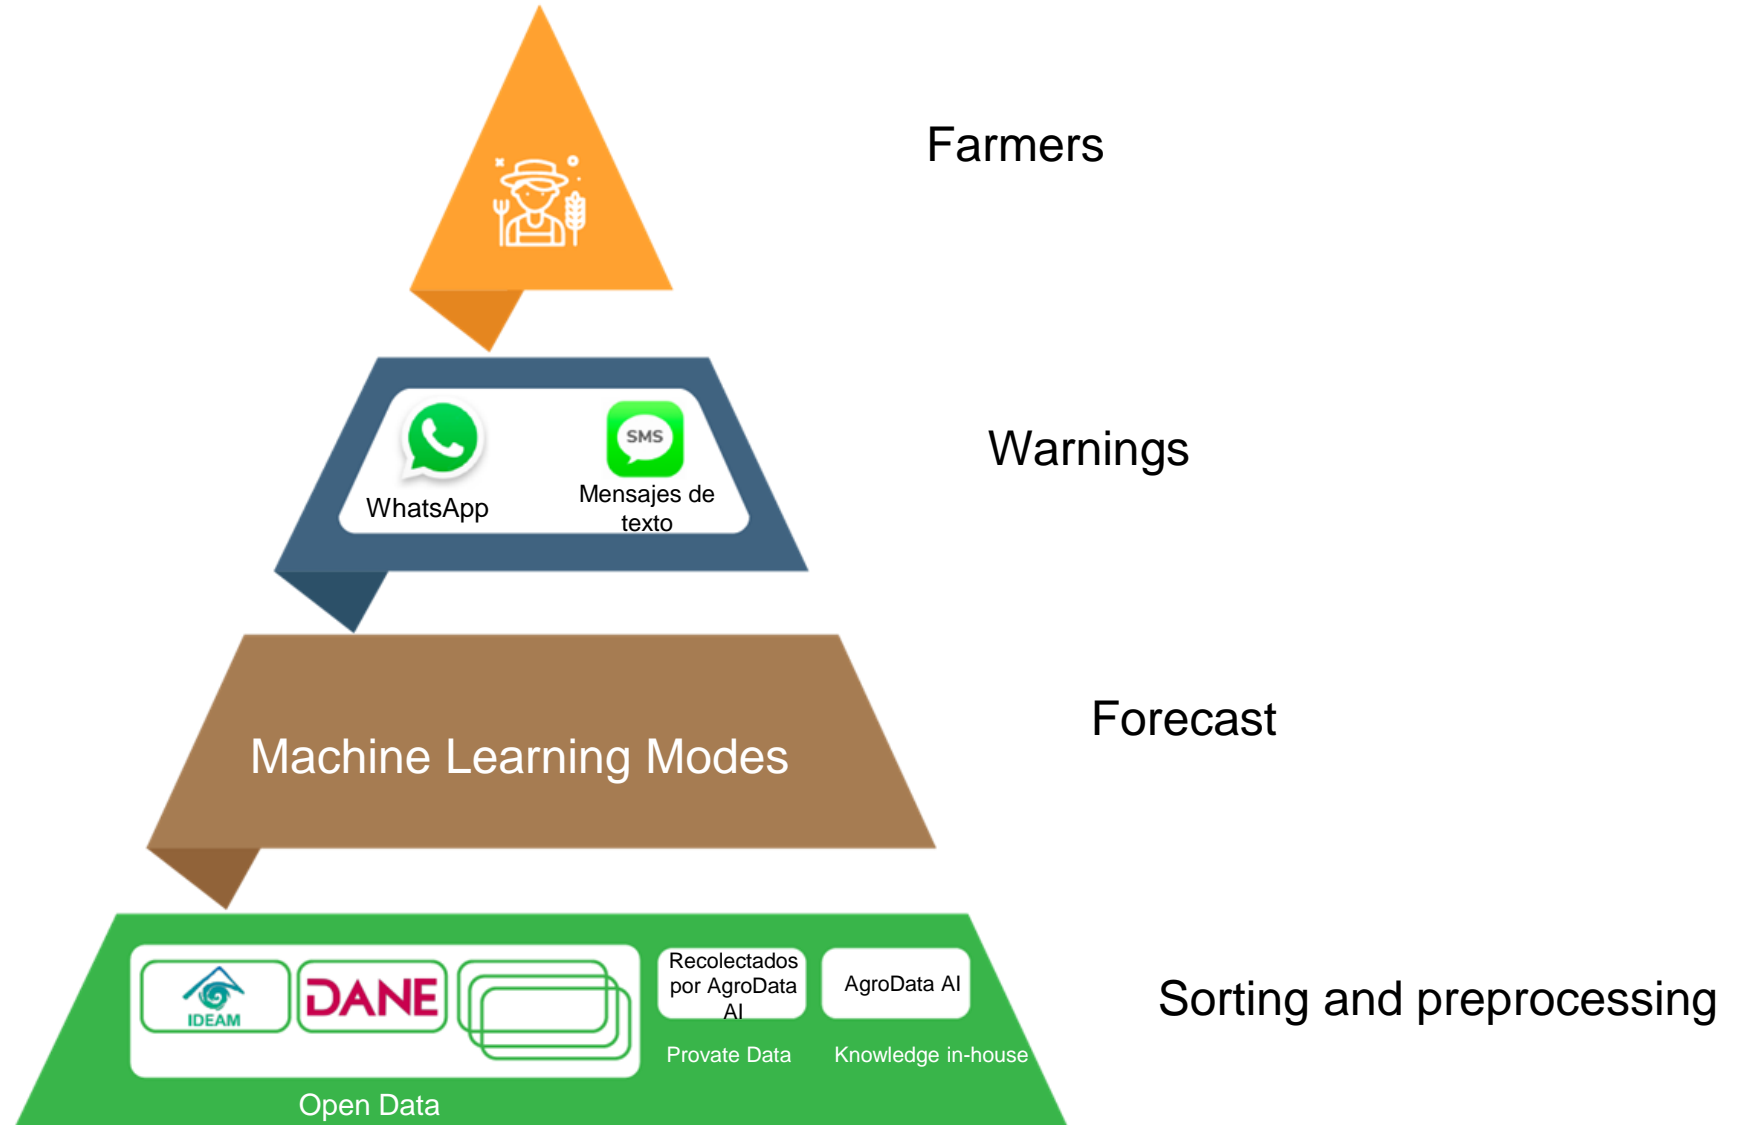 Farmers
SMS
WhatsApp
Mensajes de
texto
Warnings
Machine Learning Modes
Forecast
IDEAM
DANE
Recolectados
por AgroData
AI
AgroData AI
Provate Data
Knowledge in-house
Open Data
Sorting and preprocessing